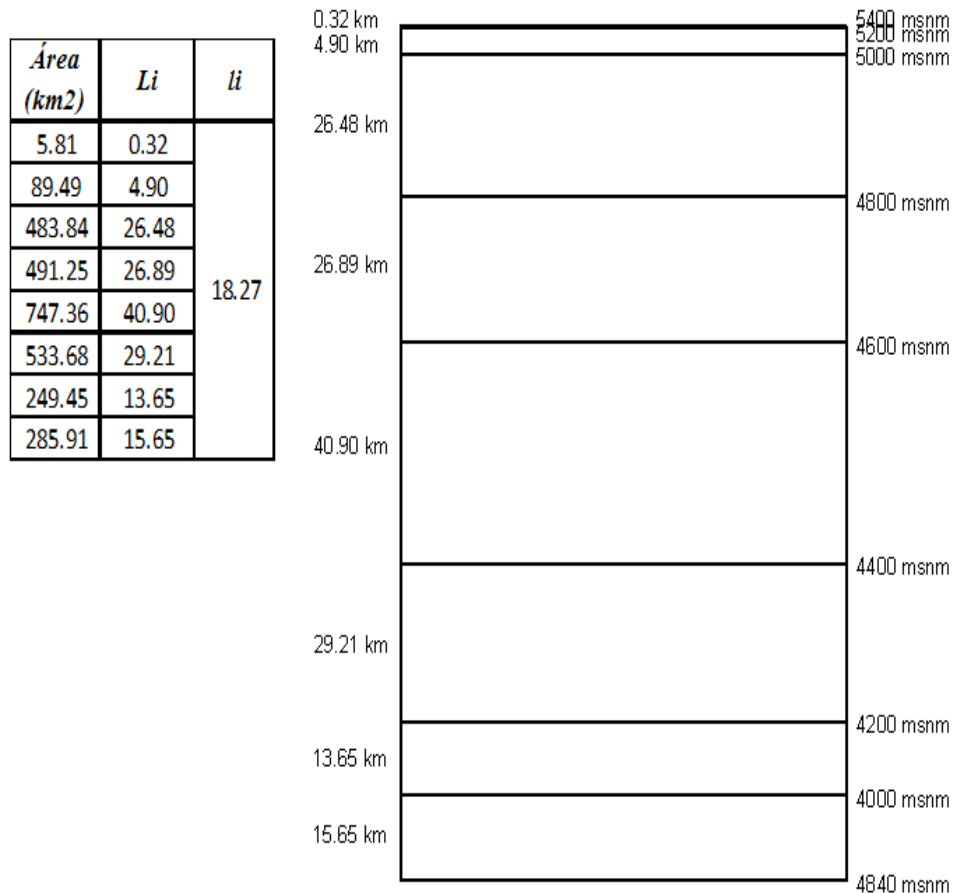 Área (km2) Li li
5.81 0.32
89.49 4.90
483.84 26.48
491.25 26.89
18.27
747.36 40.90
533.68 29.21
249.45 13.65
285.91 15.65
0.32 km 5400 msnm
5200 msnm
4.90 km
5000 msnm
26.48 km
4800 msnm
26.89 km
4600 msnm
40.90 km
4400 msnm
29.21 km
4200 msnm
13.65 km
4000 msnm
15.65 km
4840 msnm